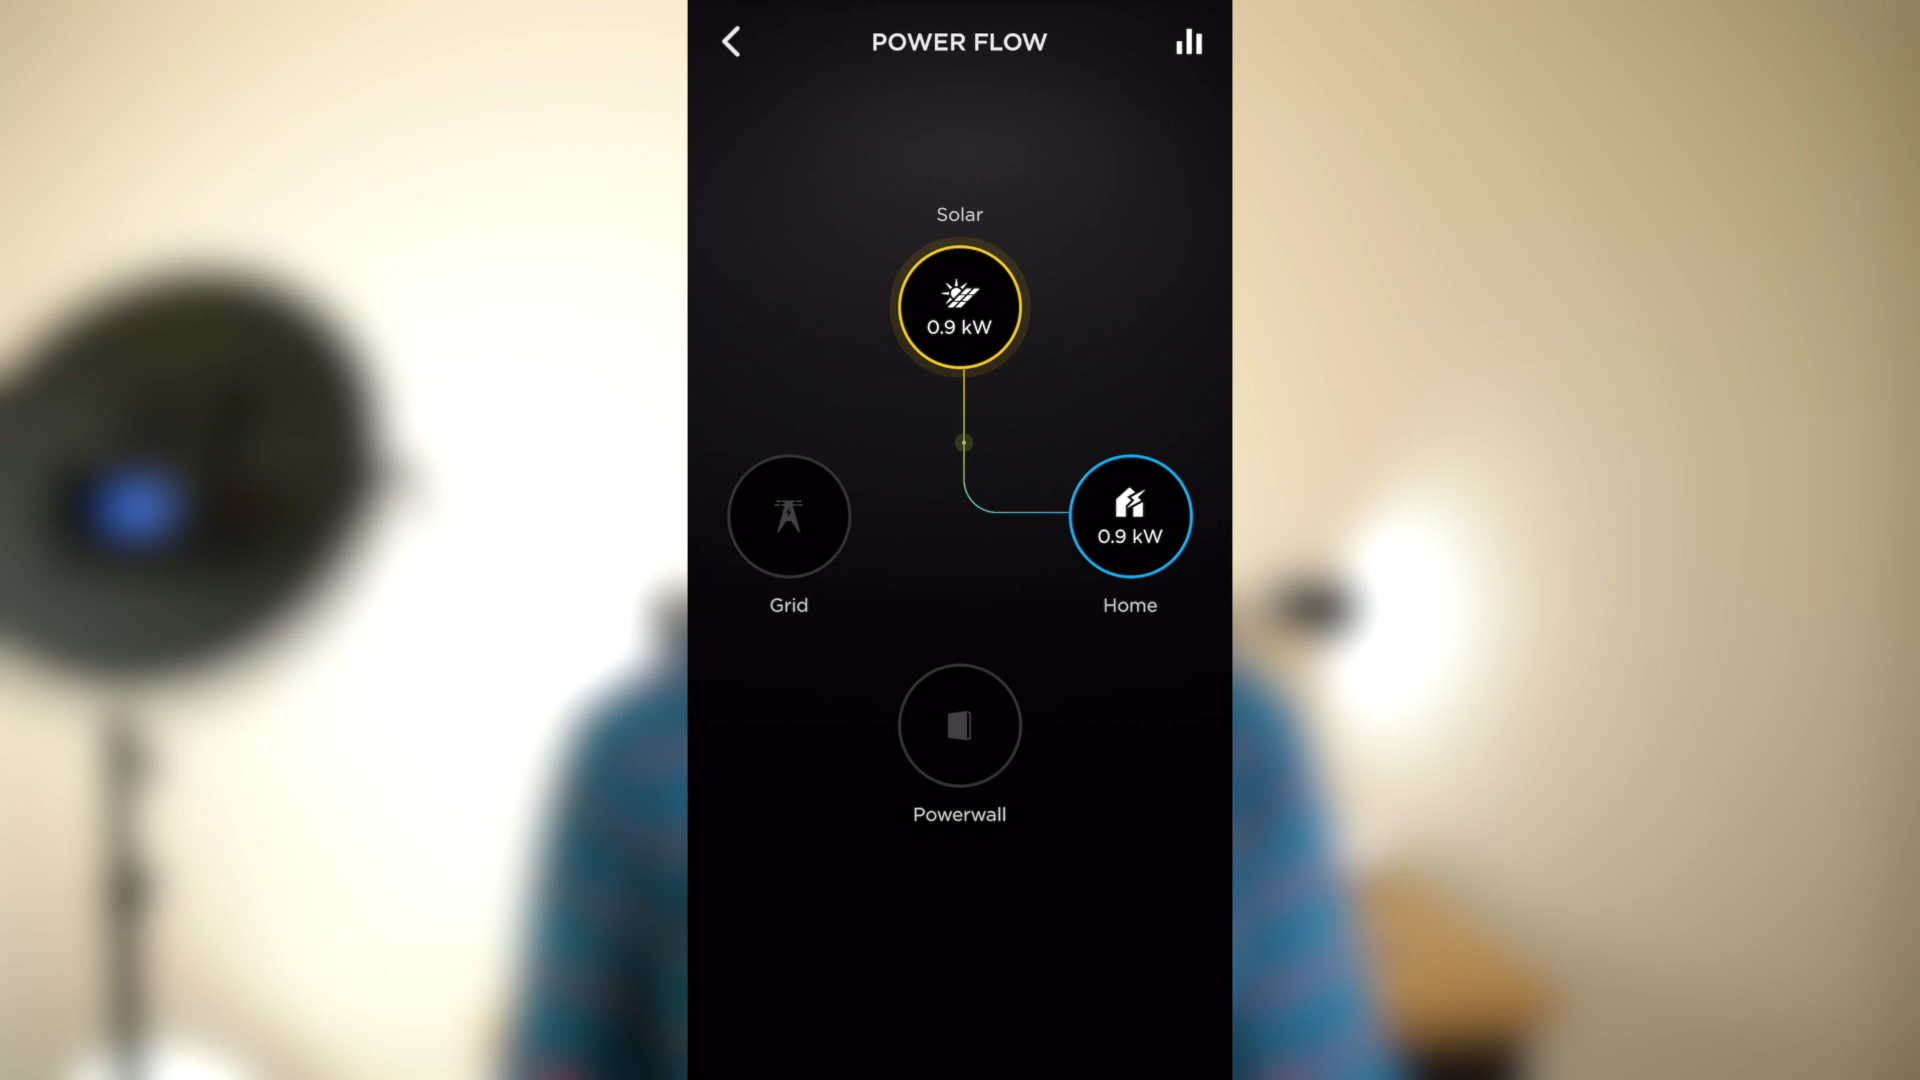 POWER FLOW
Solar
0.9 kW
0.9 kW
Grid
Home
Powerwall